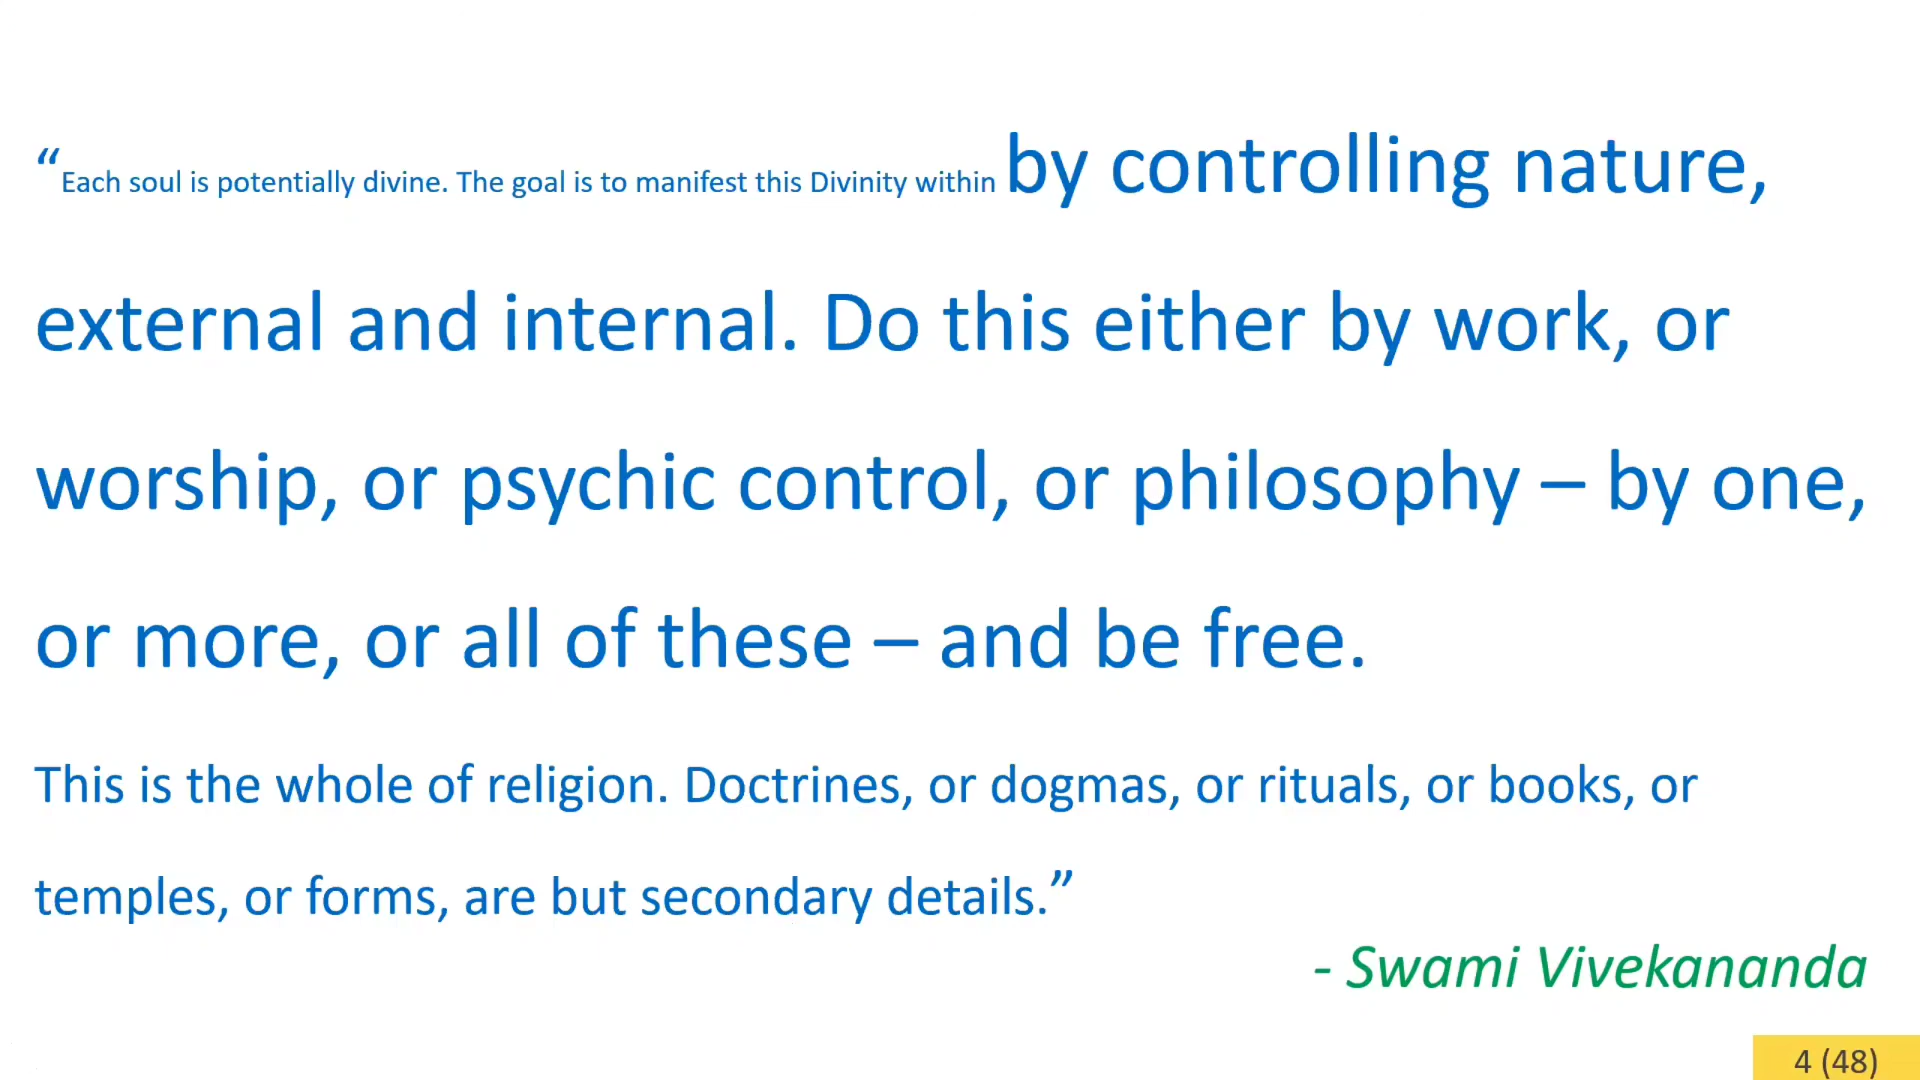 “Each soul is potentially divine. The goal is to manifest this Divinity within by controlling nature,
external and internal. Do this either by work, or
worship, or psychic control, or philosophy – by one,
or more, or all of these – and be free.
This is the whole of religion. Doctrines, or dogmas, or rituals, or books, or
temples, or forms, are but secondary details.”
- Swami Vivekananda
4 (48)